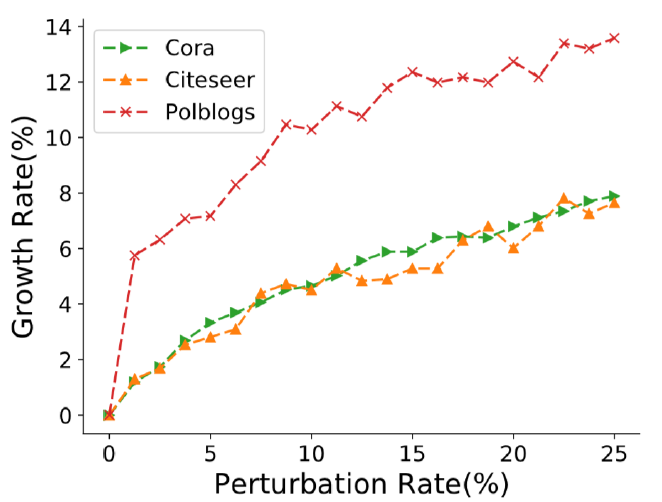 14
12
10
8
6
4
2
0
Growth Rate(%)
Cora
Citeseer
Polblogs
0 5 10 15 20 25
Perturbation Rate(%)